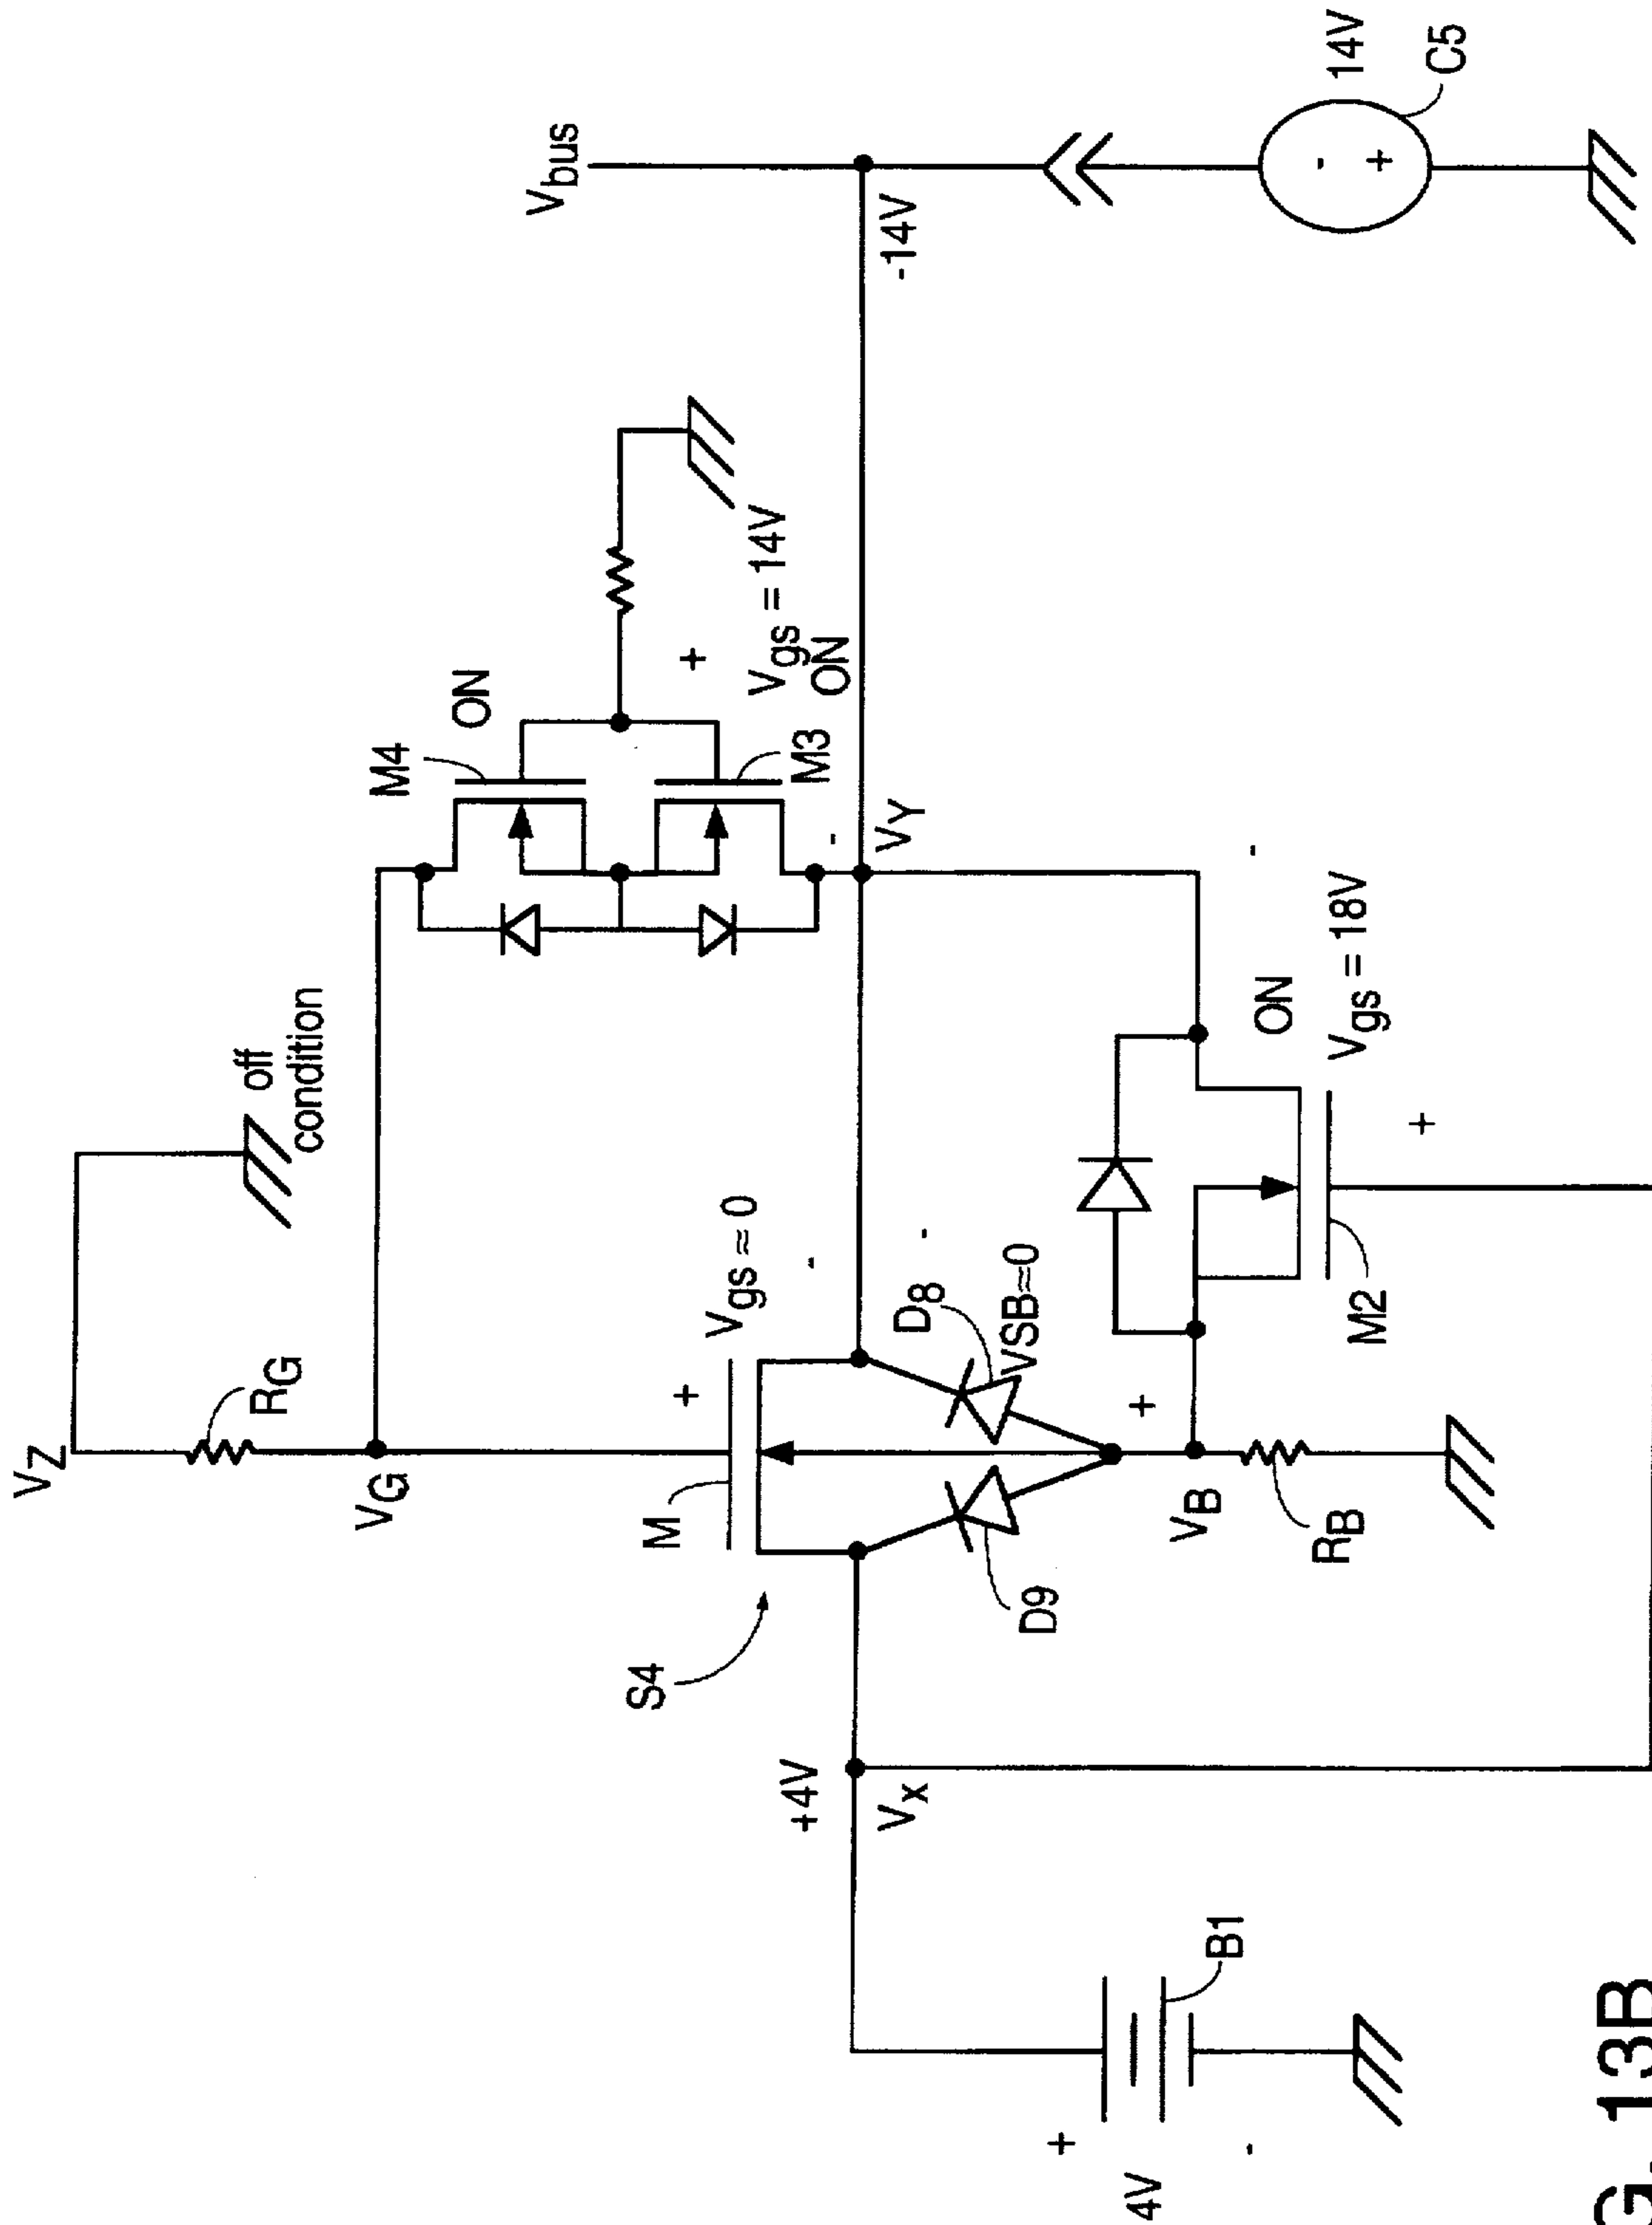 VZ
off
condition
RG
VG
M4
ON
+
Vgs = 14V
ON
M3
-
Vbus
-14V
VY
Vgs ≈ 0
+
-
M
S4
D8
VSB≈0
-
+
D9
VB
RB
ON
Vgs = 18V
-
+
M2
+4V
VX
+
4V
-
B1
14V
-
+
C5
G. 13B